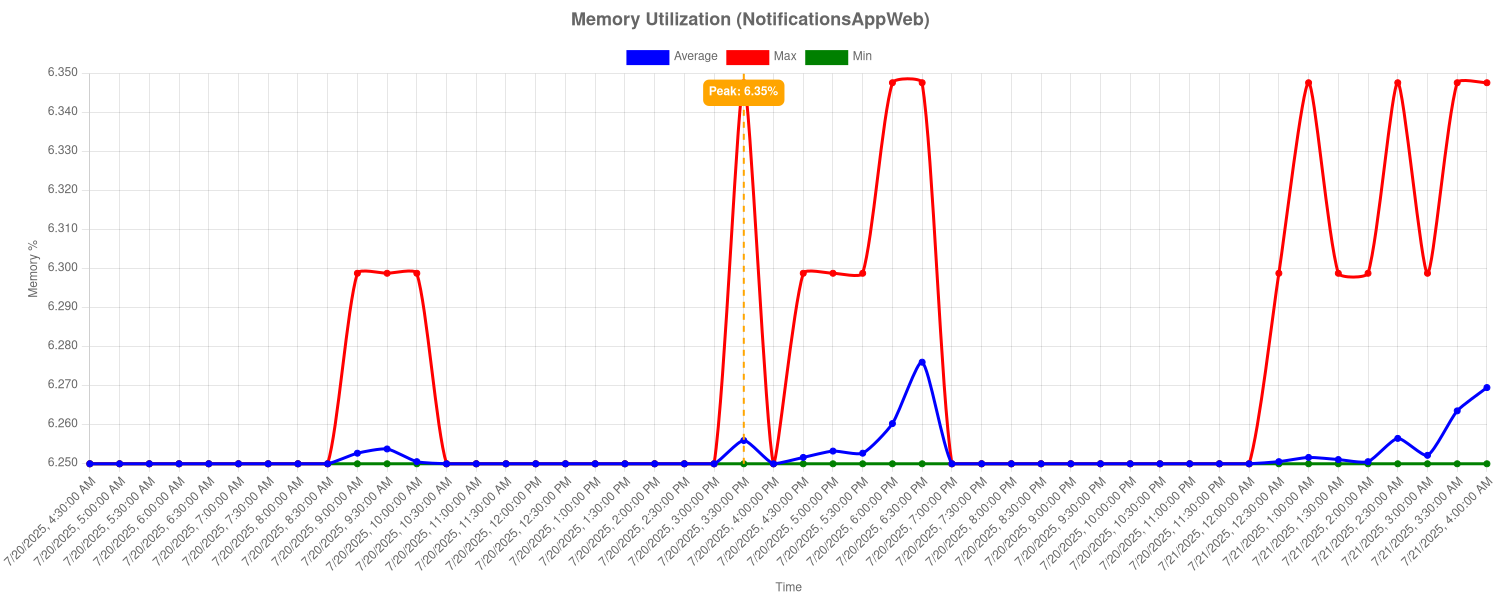 Memory Utilization (NotificationsAppWeb)
Average Max Min
Peak: 6.35%
6.350
6.340
6.330
6.320
6.310
6.300
6.290
6.280
6.270
6.260
6.250
Memory %
7/20/2025, 4:30:00 AM
7/20/2025, 5:00:00 AM
7/20/2025, 5:30:00 AM
7/20/2025, 6:00:00 AM
7/20/2025, 6:30:00 AM
7/20/2025, 7:00:00 AM
7/20/2025, 7:30:00 AM
7/20/2025, 8:00:00 AM
7/20/2025, 8:30:00 AM
7/20/2025, 9:00:00 AM
7/20/2025, 9:30:00 AM
7/20/2025, 10:00:00 AM
7/20/2025, 10:30:00 AM
7/20/2025, 11:00:00 AM
7/20/2025, 11:30:00 AM
7/20/2025, 12:00:00 PM
7/20/2025, 12:30:00 PM
7/20/2025, 1:00:00 PM
7/20/2025, 1:30:00 PM
7/20/2025, 2:00:00 PM
7/20/2025, 2:30:00 PM
7/20/2025, 3:00:00 PM
7/20/2025, 3:30:00 PM
7/20/2025, 4:00:00 PM
7/20/2025, 4:30:00 PM
7/20/2025, 5:00:00 PM
7/20/2025, 5:30:00 PM
7/20/2025, 6:00:00 PM
7/20/2025, 6:30:00 PM
7/20/2025, 7:00:00 PM
7/20/2025, 7:30:00 PM
7/20/2025, 8:00:00 PM
7/20/2025, 8:30:00 PM
7/20/2025, 9:00:00 PM
7/20/2025, 9:30:00 PM
7/20/2025, 10:00:00 PM
7/20/2025, 10:30:00 PM
7/20/2025, 11:00:00 PM
7/20/2025, 11:30:00 PM
7/21/2025, 12:00:00 AM
7/21/2025, 12:30:00 AM
7/21/2025, 1:00:00 AM
7/21/2025, 1:30:00 AM
7/21/2025, 2:00:00 AM
7/21/2025, 2:30:00 AM
7/21/2025, 3:00:00 AM
7/21/2025, 3:30:00 AM
7/21/2025, 4:00:00 AM
Time